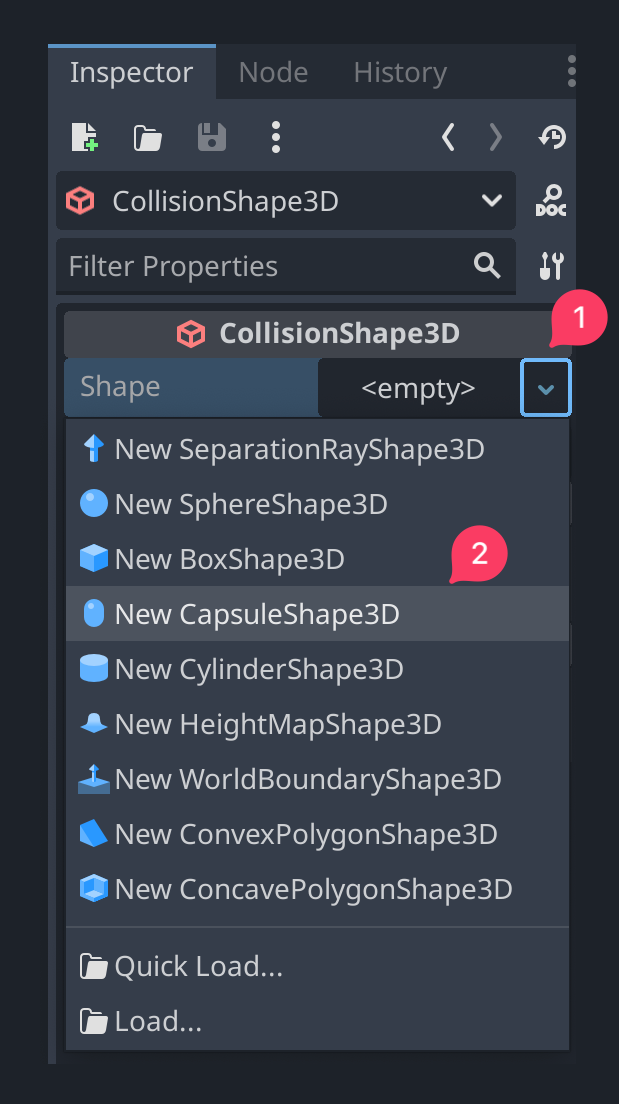 Inspector Node History
CollisionShape3D
DOC
Filter Properties
1
CollisionShape3D
Shape <empty>
New SeparationRayShape3D
New SphereShape3D
2
New BoxShape3D
New CapsuleShape3D
New CylinderShape3D
New HeightMapShape3D
New WorldBoundaryShape3D
New ConvexPolygonShape3D
New ConcavePolygonShape3D
Quick Load...
Load...